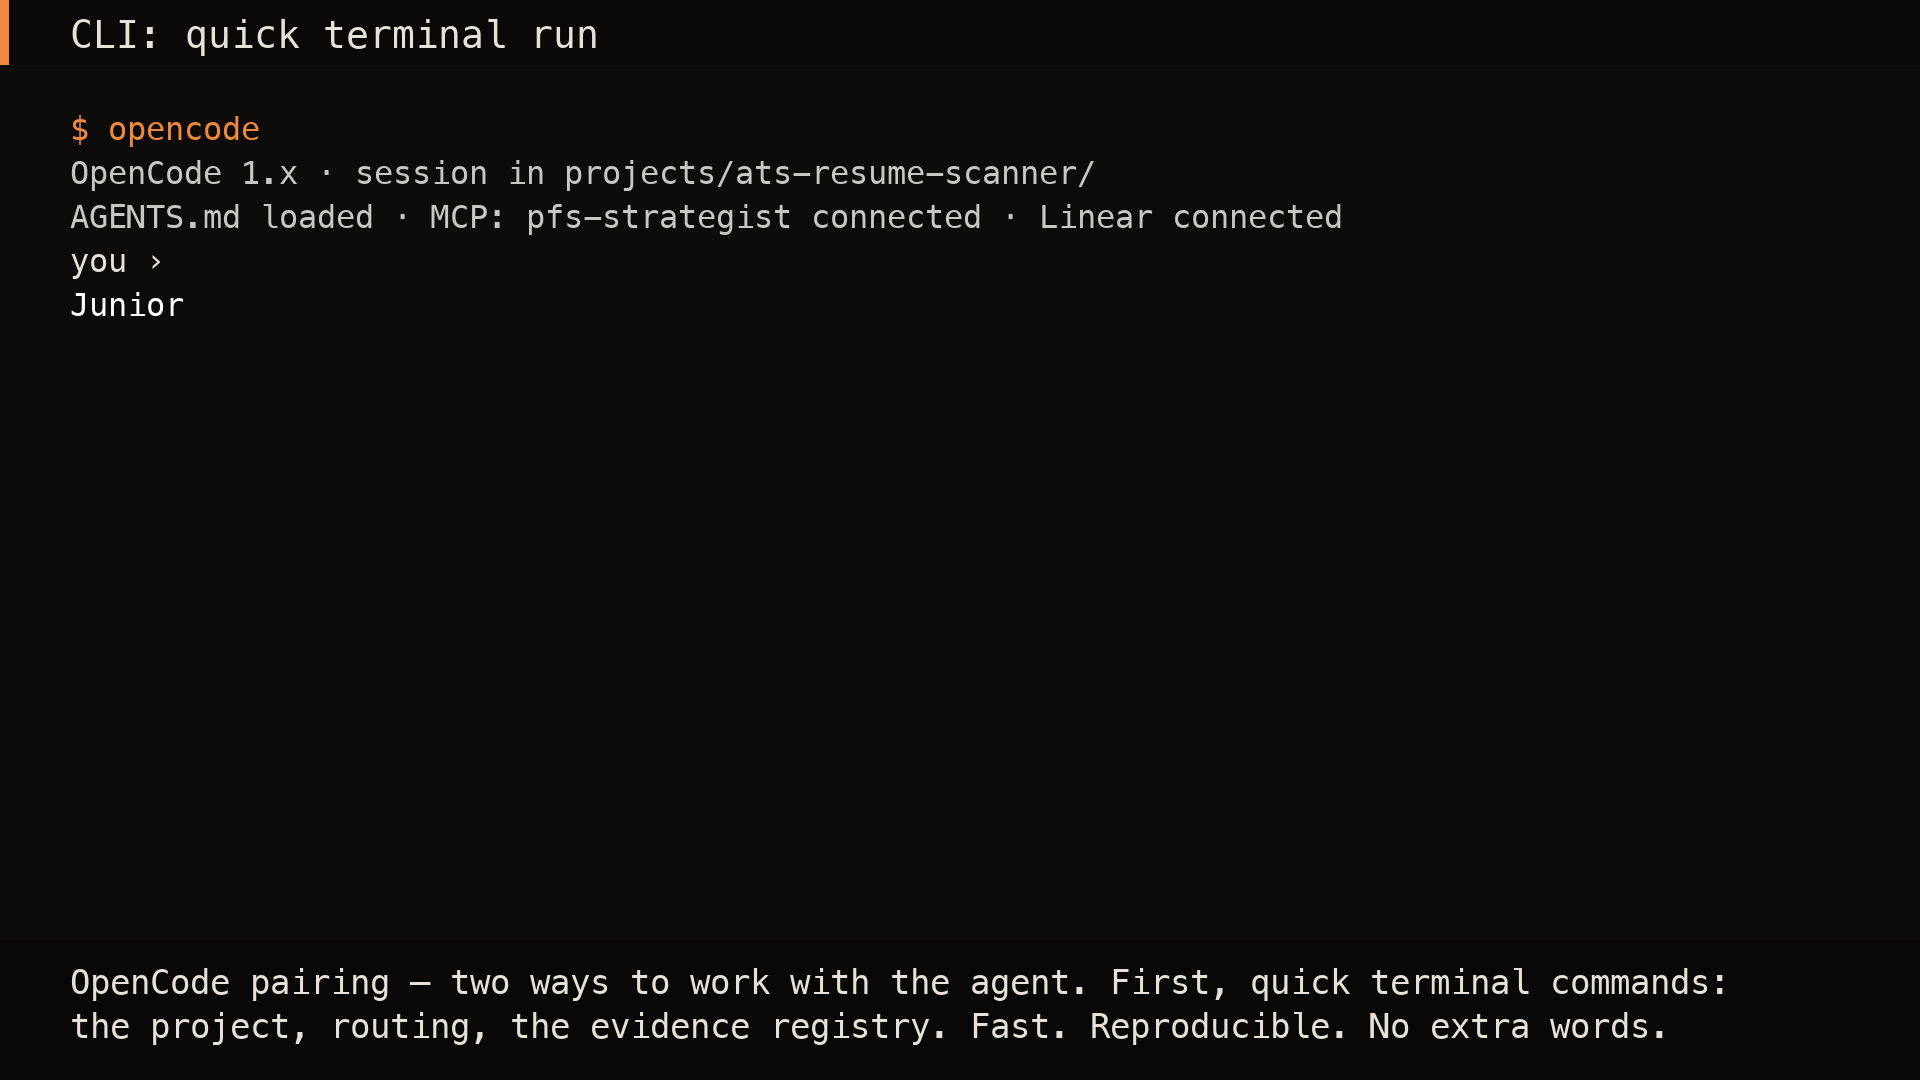 CLI: quick terminal run
$ opencode
OpenCode 1.x · session in projects/ats-resume-scanner/
AGENTS.md loaded · MCP: pfs-strategist connected · Linear connected
you ›
Junior
OpenCode pairing — two ways to work with the agent. First, quick terminal commands:
the project, routing, the evidence registry. Fast. Reproducible. No extra words.